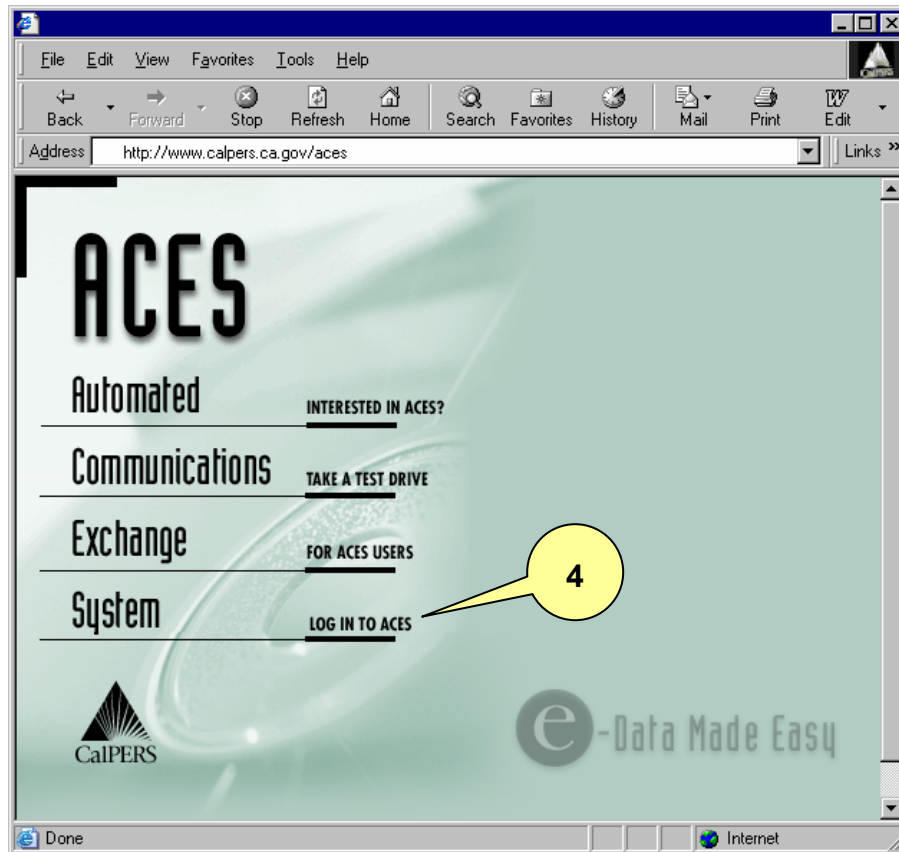 File Edit View Favorites Tools Help
CalPERS
Back Forward Stop Refresh Home Search Favorites History Mail Print Edit
Address http://www.calpers.ca.gov/aces Links »
ACES
Automated
INTERESTED IN ACES?
Communications
TAKE A TEST DRIVE
Exchange
FOR ACES USERS
4
System
LOG IN TO ACES
CalPERS
e-Data Made Easy
Done Internet